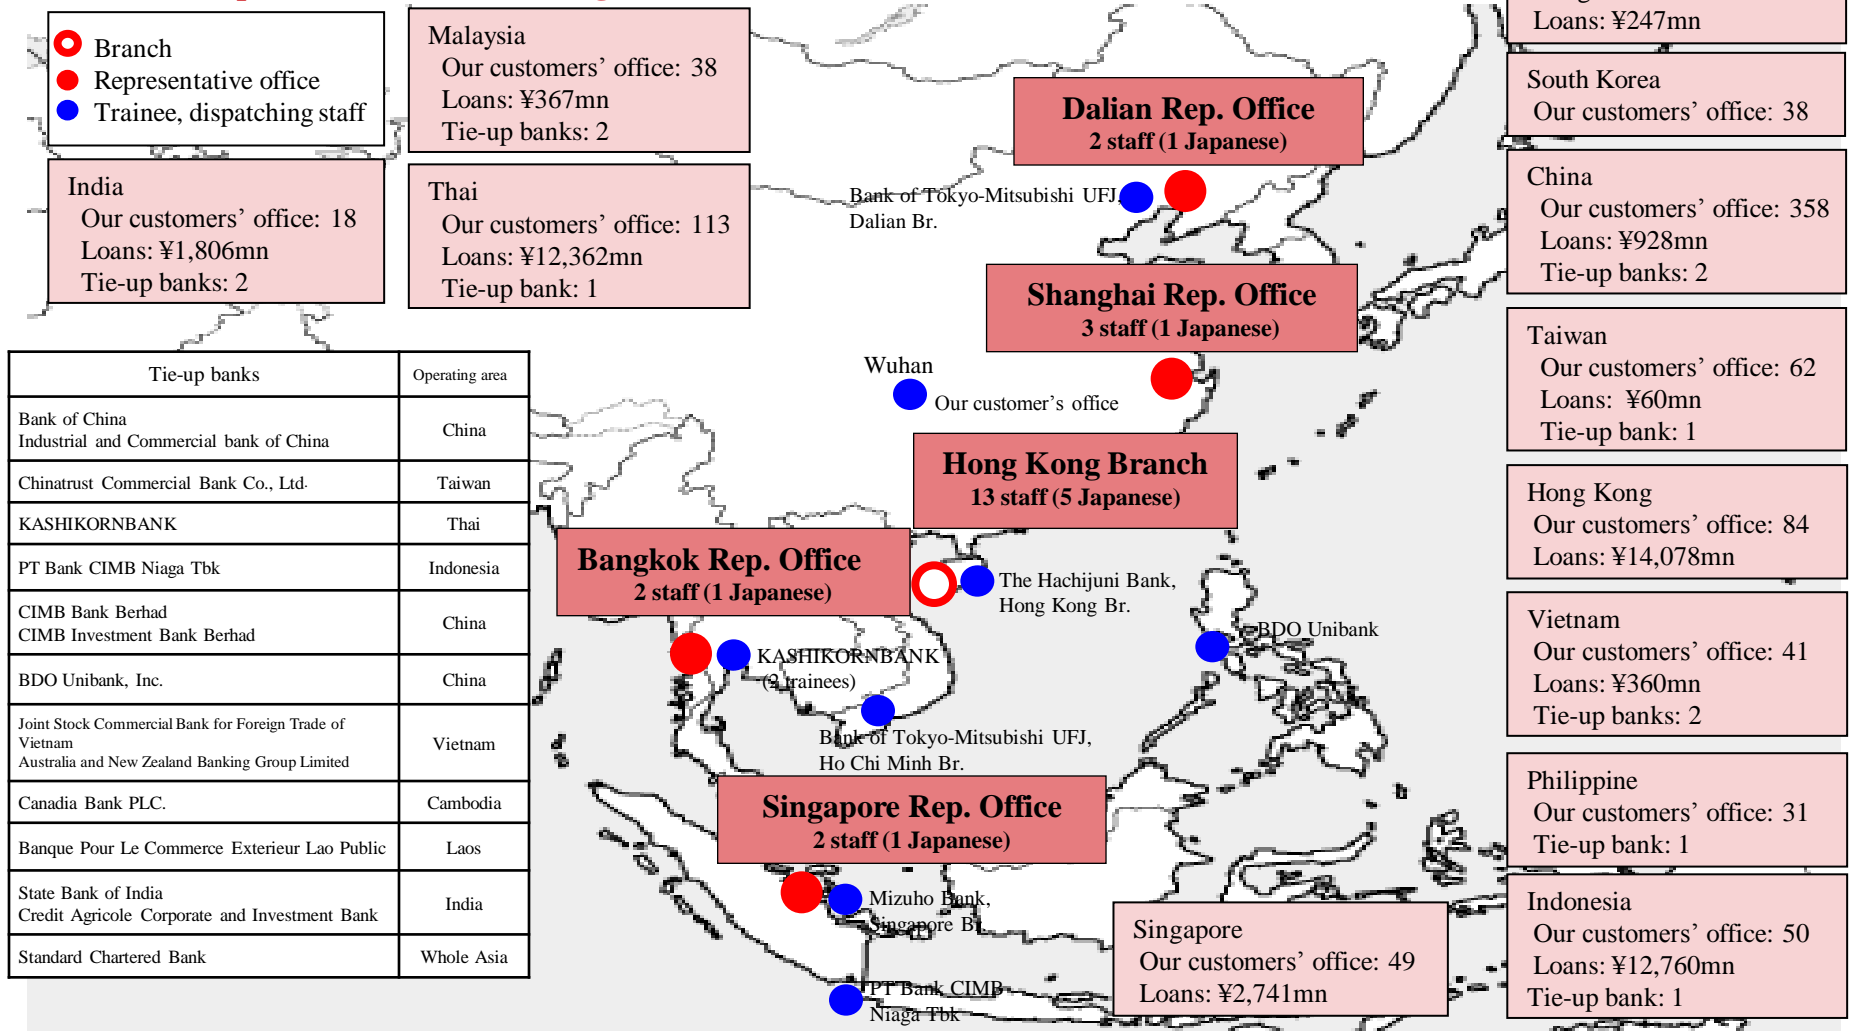 Branch
Representative office
Trainee, dispatching staff
Malaysia
Our customers’ office: 38
Loans: ¥367mn
Tie-up banks: 2
India
Our customers’ office: 18
Loans: ¥1,806mn
Tie-up banks: 2
Thai
Our customers’ office: 113
Loans: ¥12,362mn
Tie-up bank: 1
Dalian Rep. Office
2 staff (1 Japanese)
Bank of Tokyo-Mitsubishi UFJ,
Dalian Br.
Shanghai Rep. Office
3 staff (1 Japanese)
Wuhan
Our customer’s office
Hong Kong Branch
13 staff (5 Japanese)
The Hachijuni Bank,
Hong Kong Br.
Bangkok Rep. Office
2 staff (1 Japanese)
KASHIKORNBANK
(2 trainees)
Bank of Tokyo-Mitsubishi UFJ,
Ho Chi Minh Br.
BDO Unibank
Singapore Rep. Office
2 staff (1 Japanese)
Mizuho Bank,
Singapore Br.
PT Bank CIMB
Niaga Tbk
Tie-up banks Operating area
Bank of China
Industrial and Commercial bank of China China
Chinatrust Commercial Bank Co., Ltd. Taiwan
KASHIKORNBANK Thai
PT Bank CIMB Niaga Tbk Indonesia
CIMB Bank Berhad
CIMB Investment Bank Berhad China
BDO Unibank, Inc. China
Joint Stock Commercial Bank for Foreign Trade of
Vietnam
Australia and New Zealand Banking Group Limited Vietnam
Canadia Bank PLC. Cambodia
Banque Pour Le Commerce Exterieur Lao Public Laos
State Bank of India
Credit Agricole Corporate and Investment Bank India
Standard Chartered Bank Whole Asia
Loans: ¥247mn
South Korea
Our customers’ office: 38
China
Our customers’ office: 358
Loans: ¥928mn
Tie-up banks: 2
Taiwan
Our customers’ office: 62
Loans: ¥60mn
Tie-up bank: 1
Hong Kong
Our customers’ office: 84
Loans: ¥14,078mn
Vietnam
Our customers’ office: 41
Loans: ¥360mn
Tie-up banks: 2
Philippine
Our customers’ office: 31
Tie-up bank: 1
Indonesia
Our customers’ office: 50
Loans: ¥12,760mn
Tie-up bank: 1
Singapore
Our customers’ office: 49
Loans: ¥2,741mn